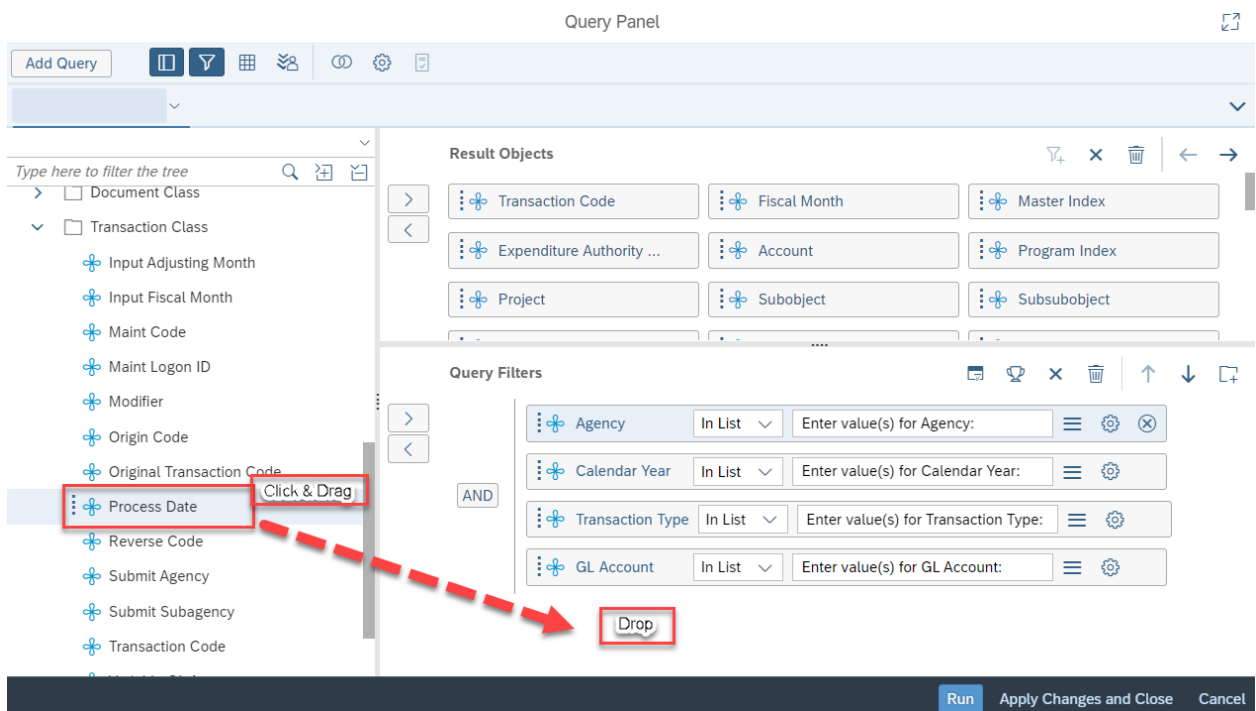 Query Panel
Add Query
Type here to filter the tree
Document Class
Transaction Class
Input Adjusting Month
Input Fiscal Month
Maint Code
Maint Logon ID
Modifier
Origin Code
Original Transaction Code
Process Date
Click & Drag
Reverse Code
Submit Agency
Submit Subagency
Transaction Code
Result Objects
Transaction Code
Fiscal Month
Master Index
Expenditure Authority ...
Account
Program Index
Project
Subobject
Subsubobject
Query Filters
AND
Agency In List Enter value(s) for Agency:
Calendar Year In List Enter value(s) for Calendar Year:
Transaction Type In List Enter value(s) for Transaction Type:
GL Account In List Enter value(s) for GL Account:
Drop
Run Apply Changes and Close Cancel